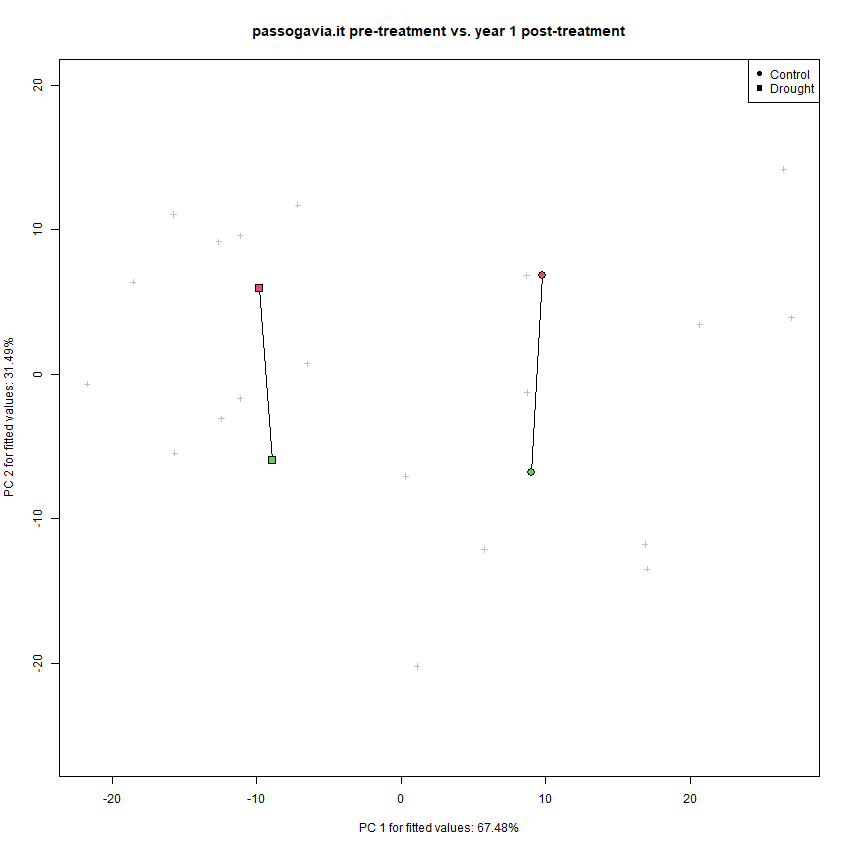 passogavia.it pre-treatment vs. year 1 post-treatment
Control
Drought
20
10
0
-10
-20
PC 2 for fitted values: 31.49%
-20
-10
0
10
20
PC 1 for fitted values: 67.48%